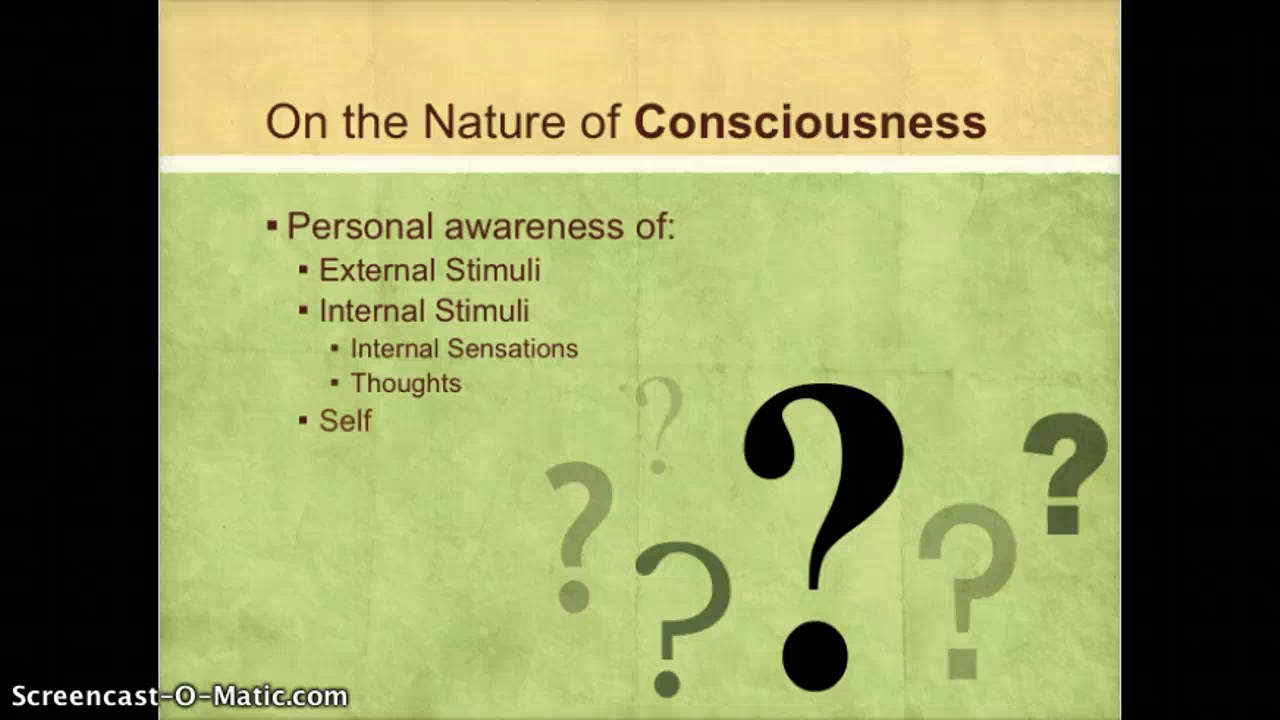 On the Nature of Consciousness
▪ Personal awareness of:
▪ External Stimuli
▪ Internal Stimuli
▪ Internal Sensations
▪ Thoughts
▪ Self
? ? ? ? ? ?
Screencast-O-Matic.com